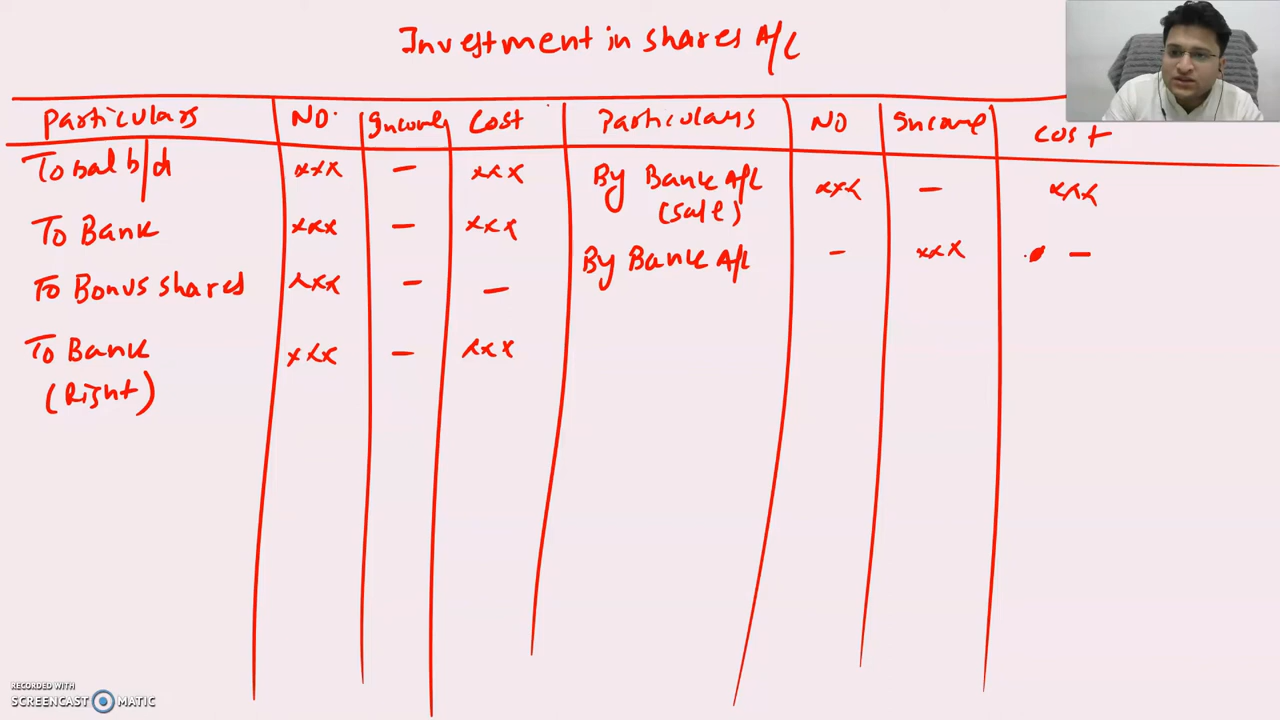 Investment in shares A/c
Particulars NO. Income Cost Particulars NO Income Cost
To bal b/d xxx - xxx By Bank A/c (Sale) xxx - xxx
To Bank xxx - xxx By Bank A/c - xxx -
To Bonus shares xxx - -
To Bank xxx - xxx
(Right)
RECORDED WITH
SCREENCAST MATIC